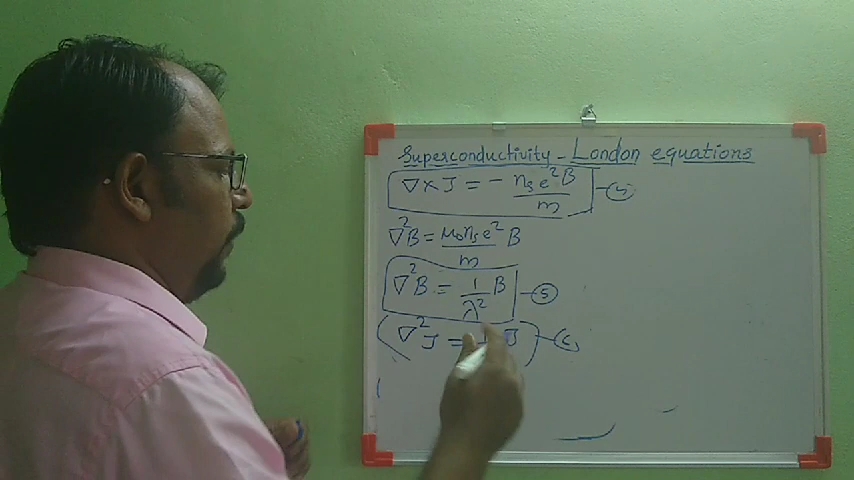 Superconductivity - London equations
∇×J = - nₛe²B/m -④
∇²B = μ₀nₛe²/m B
∇²B = 1/λ² B -⑤
∇²J = J -⑥